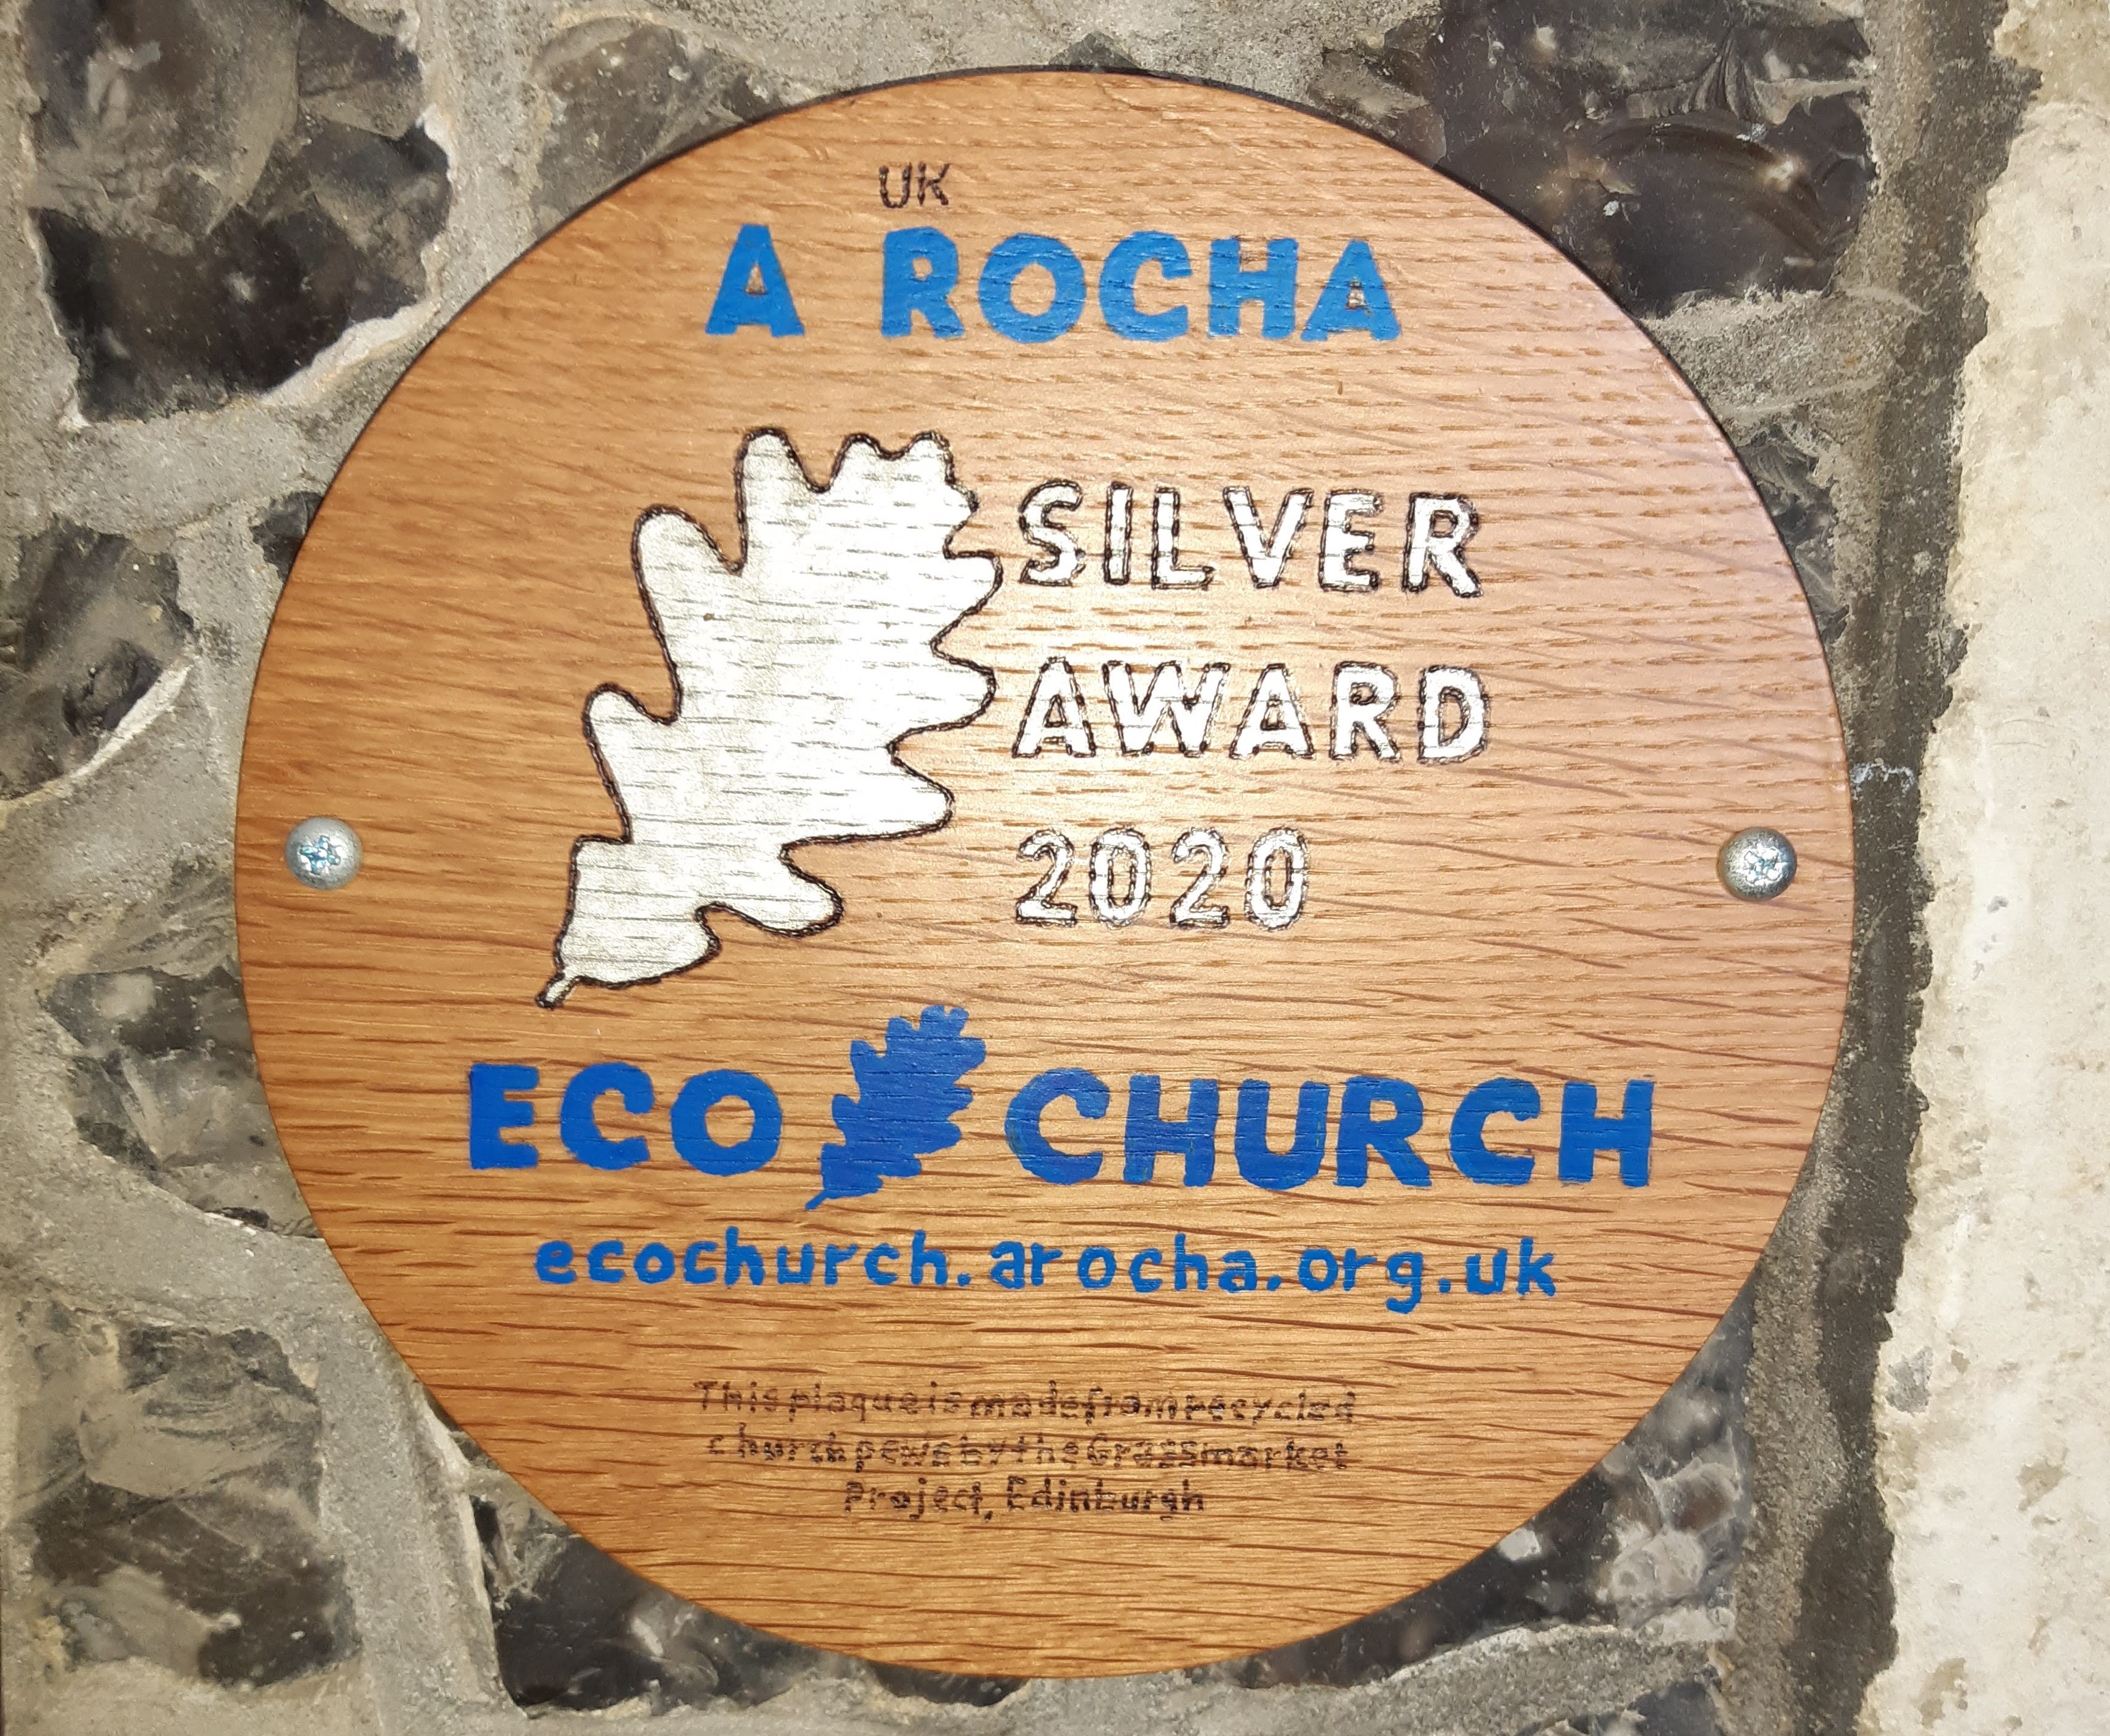 UK
A ROCHA
SILVER
AWARD
2020
ECO CHURCH
ecochurch.arocha.org.uk
This plaque is made from recycled
church pews by the Grassmarket
Project, Edinburgh